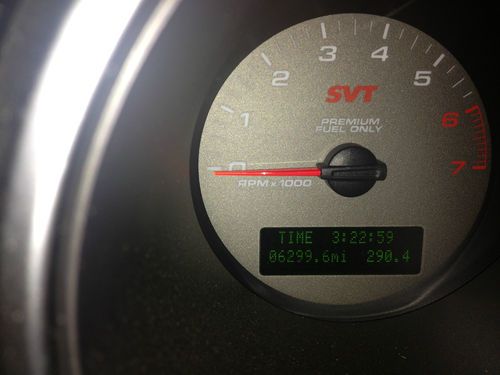 3 4
2 5
SVT
1 6
PREMIUM
FUEL ONLY
0 7
RPM x 1000
TIME 3:22:59
06299.6mi 290.4